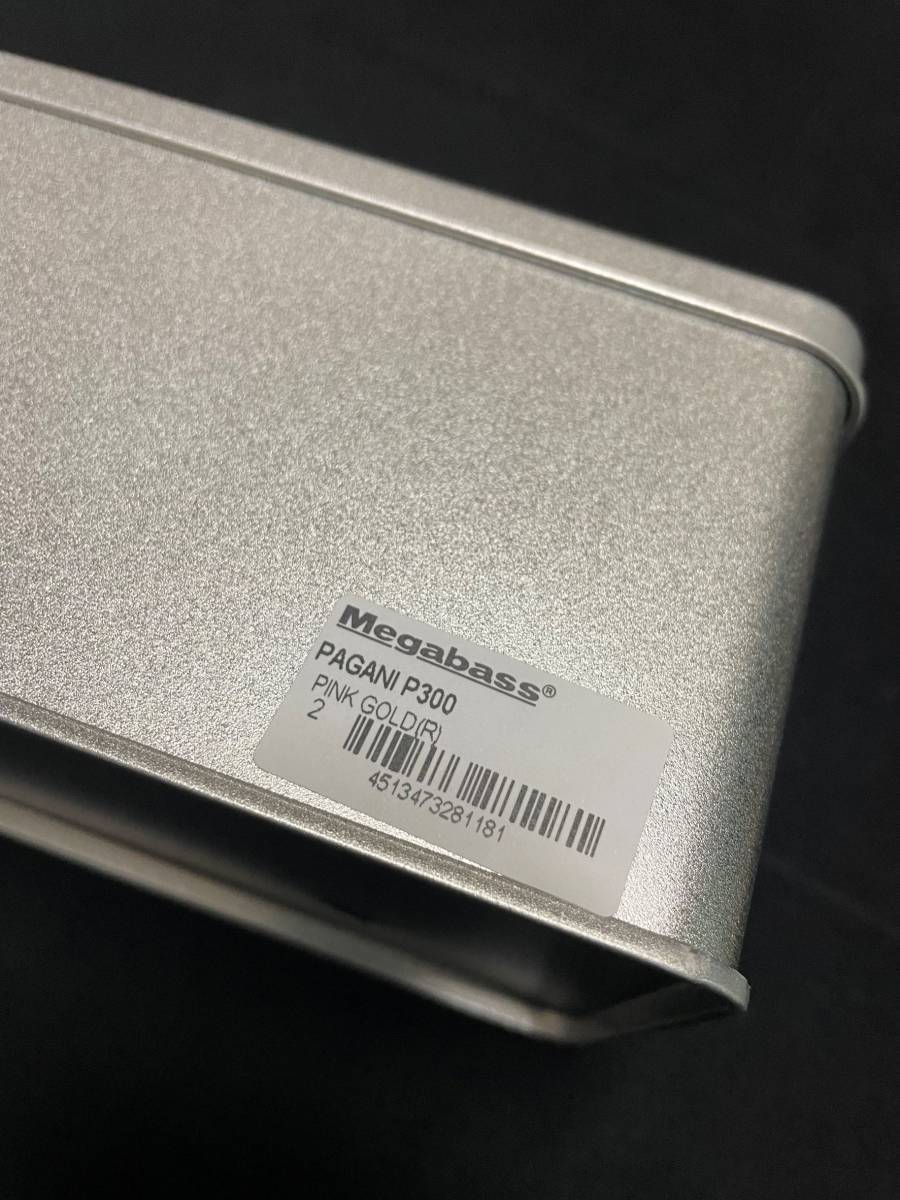 Megabass®
PAGANI P300
PINK GOLD(R)
2
4513473281181